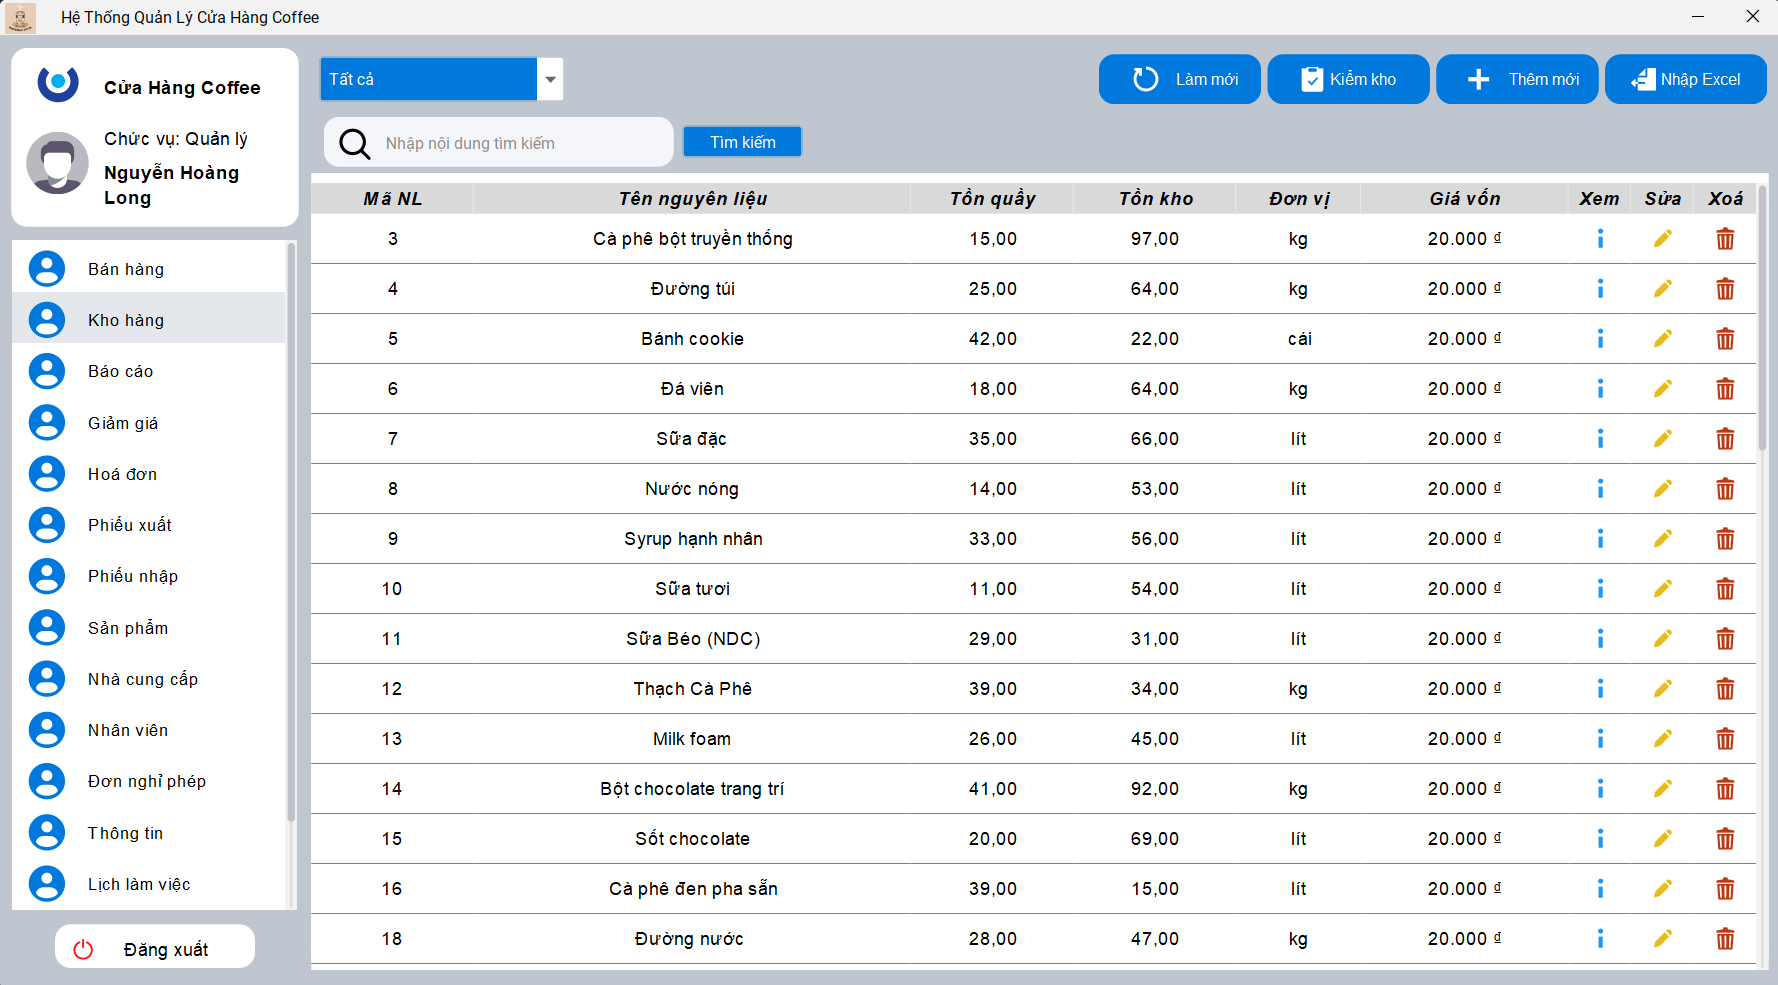 Hệ Thống Quản Lý Cửa Hàng Coffee
Cửa Hàng Coffee
Chức vụ: Quản lý
Nguyễn Hoàng
Long
Bán hàng
Kho hàng
Báo cáo
Giảm giá
Hoá đơn
Phiếu xuất
Phiếu nhập
Sản phẩm
Nhà cung cấp
Nhân viên
Đơn nghỉ phép
Thông tin
Lịch làm việc
Đăng xuất
Tất cả
Làm mới
Kiểm kho
Thêm mới
Nhập Excel
Nhập nội dung tìm kiếm
Tìm kiếm
Mã NL Tên nguyên liệu Tồn quầy Tồn kho Đơn vị Giá vốn Xem Sửa Xoá
3 Cà phê bột truyền thống 15,00 97,00 kg 20.000 ₫
4 Đường túi 25,00 64,00 kg 20.000 ₫
5 Bánh cookie 42,00 22,00 cái 20.000 ₫
6 Đá viên 18,00 64,00 kg 20.000 ₫
7 Sữa đặc 35,00 66,00 lít 20.000 ₫
8 Nước nóng 14,00 53,00 lít 20.000 ₫
9 Syrup hạnh nhân 33,00 56,00 lít 20.000 ₫
10 Sữa tươi 11,00 54,00 lít 20.000 ₫
11 Sữa Béo (NDC) 29,00 31,00 lít 20.000 ₫
12 Thạch Cà Phê 39,00 34,00 kg 20.000 ₫
13 Milk foam 26,00 45,00 lít 20.000 ₫
14 Bột chocolate trang trí 41,00 92,00 kg 20.000 ₫
15 Sốt chocolate 20,00 69,00 lít 20.000 ₫
16 Cà phê đen pha sẵn 39,00 15,00 lít 20.000 ₫
18 Đường nước 28,00 47,00 kg 20.000 ₫